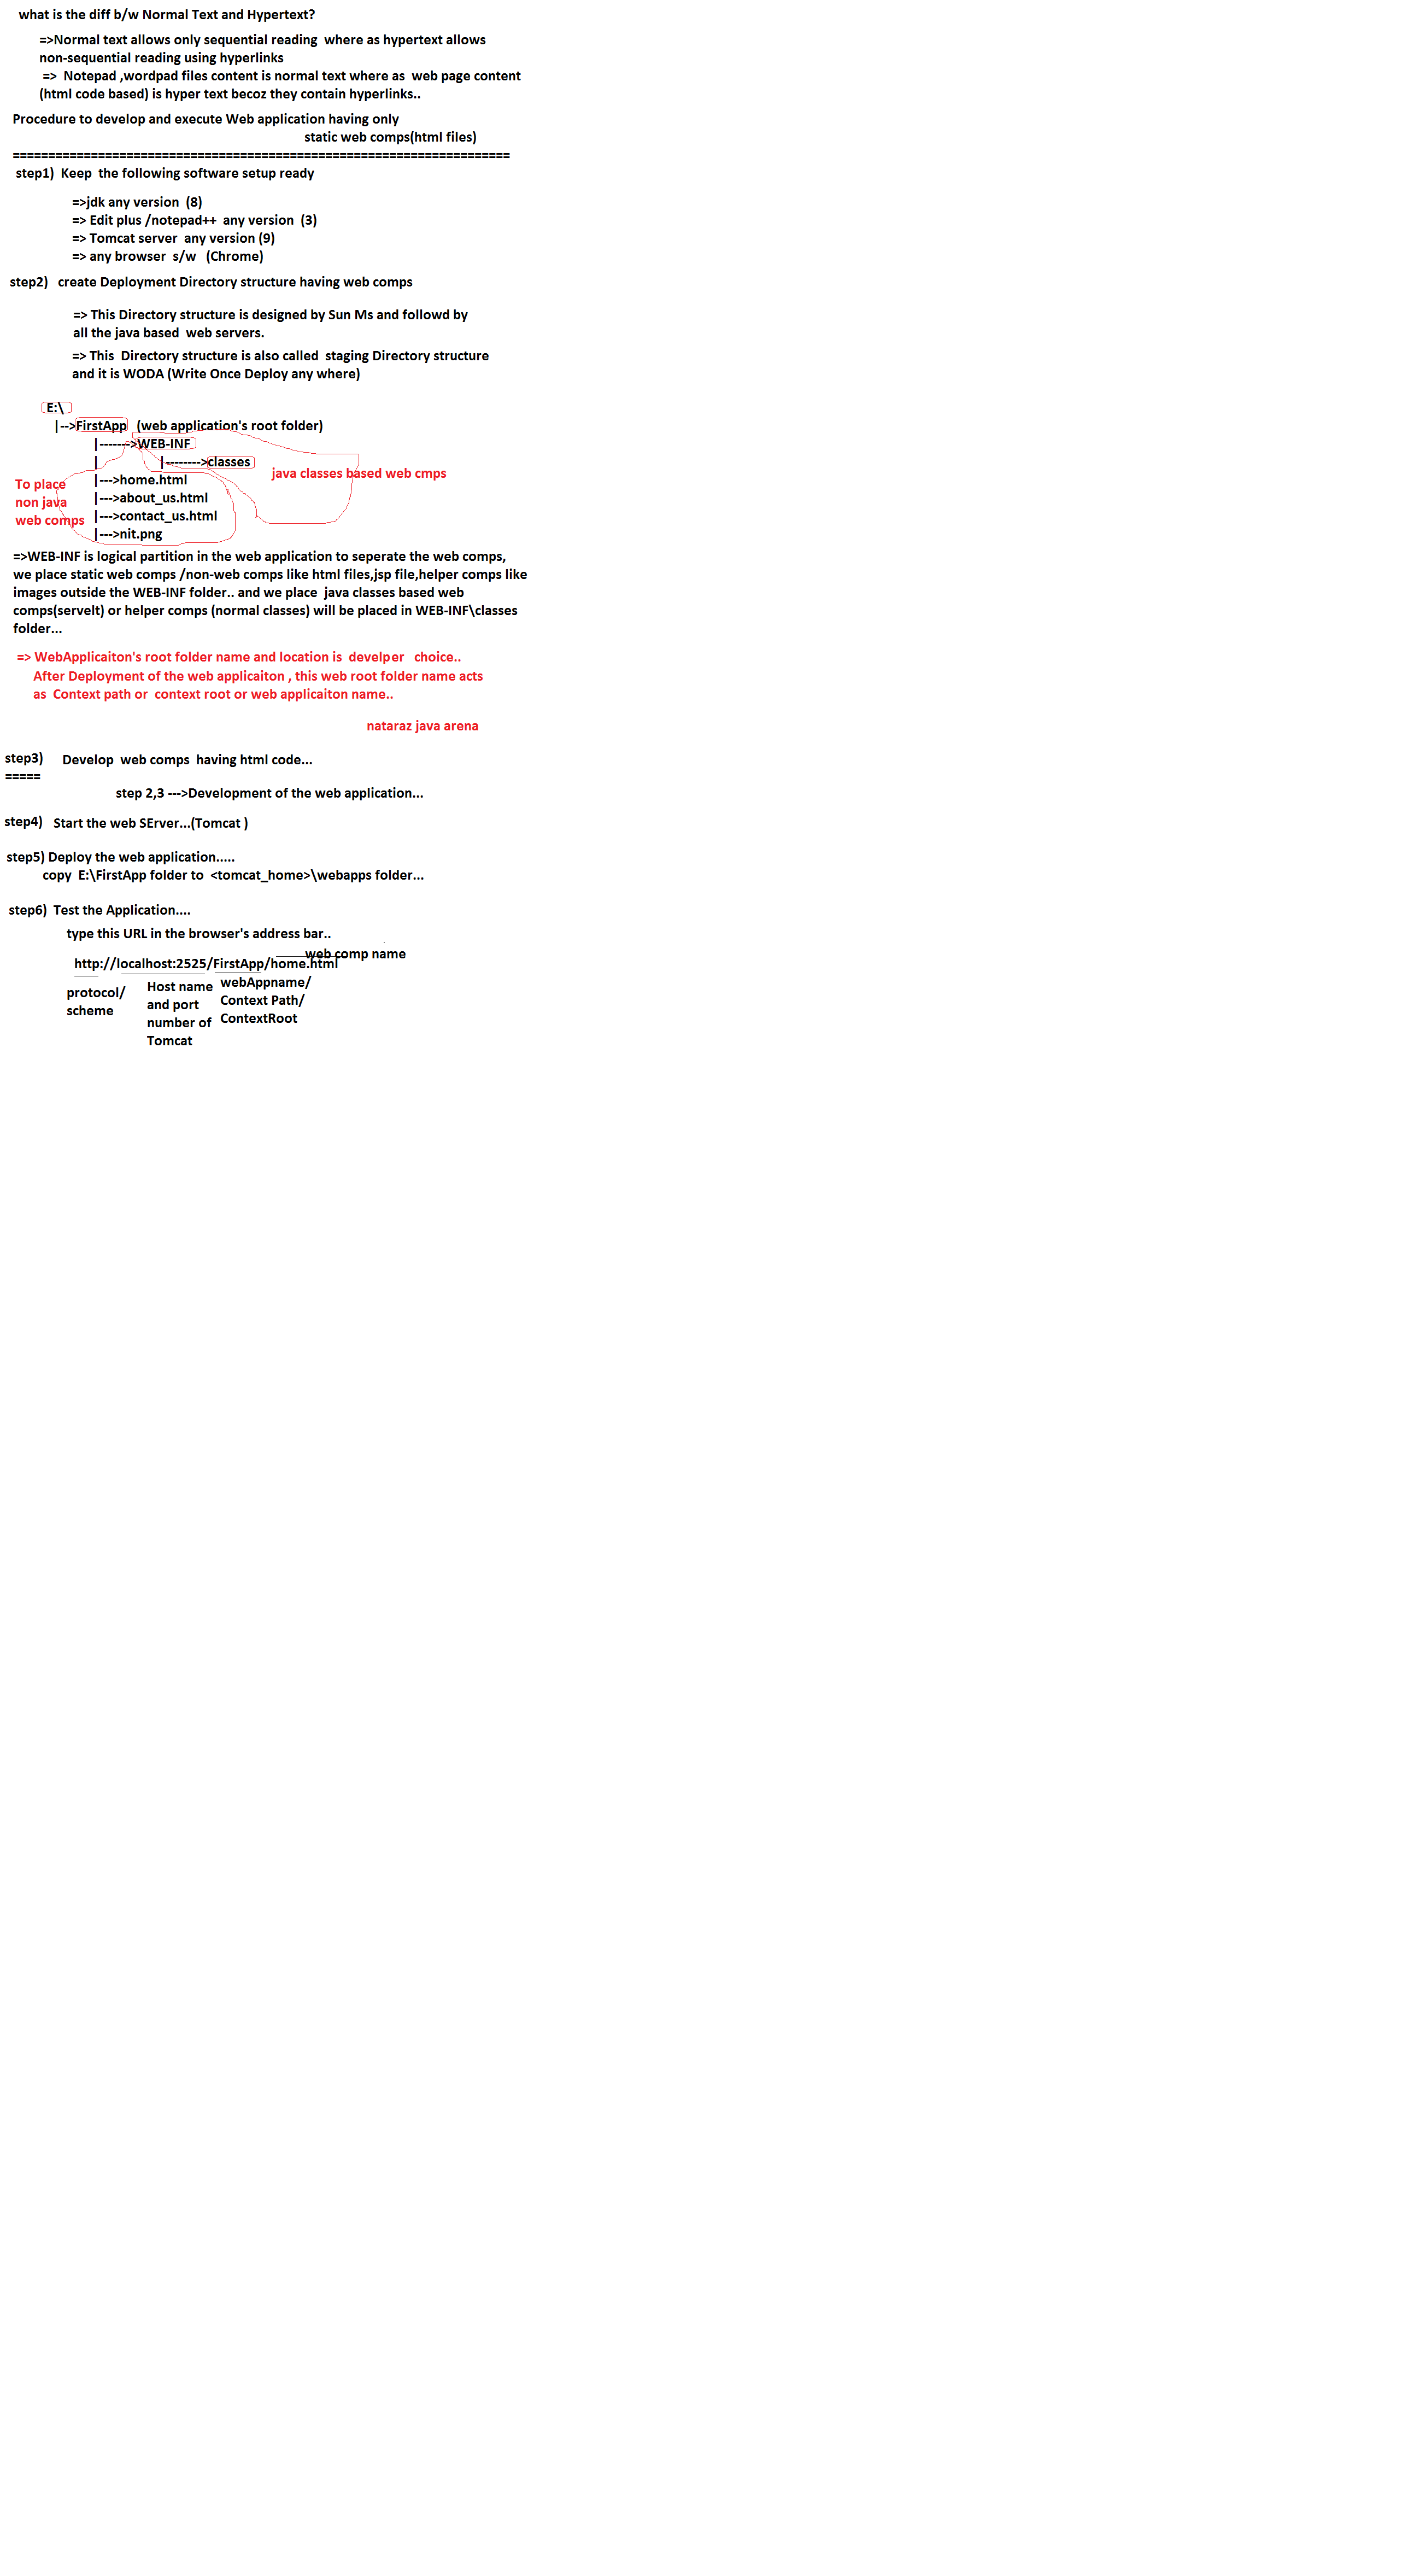 what is the diff b/w Normal Text and Hypertext?
=>Normal text allows only sequential reading  where as hypertext allows
non-sequential reading using hyperlinks
=>  Notepad ,wordpad files content is normal text where as  web page content
(html code based) is hyper text becoz they contain hyperlinks..
Procedure to develop and execute Web application having only
static web comps(html files)
======================================================================
step1)  Keep  the following software setup ready
=>jdk any version  (8)
=> Edit plus /notepad++  any version  (3)
=> Tomcat server  any version (9)
=> any browser  s/w   (Chrome)
step2)   create Deployment Directory structure having web comps
=> This Directory structure is designed by Sun Ms and followd by
all the java based  web servers.
=> This  Directory structure is also called  staging Directory structure
and it is WODA (Write Once Deploy any where)
E:\
|-->FirstApp   (web application's root folder)
|------->WEB-INF
|                |-------->classes
java classes based web cmps
To place
non java
web comps
|--->home.html
|--->about_us.html
|--->contact_us.html
|--->nit.png
=>WEB-INF is logical partition in the web application to seperate the web comps,
we place static web comps /non-web comps like html files,jsp file,helper comps like
images outside the WEB-INF folder.. and we place  java classes based web
comps(servelt) or helper comps (normal classes) will be placed in WEB-INF\classes
folder...
=> WebApplicaiton's root folder name and location is  develper   choice..
After Deployment of the web applicaiton , this web root folder name acts
as  Context path or  context root or web applicaiton name..
nataraz java arena
step3)     Develop  web comps  having html code...
=====
step 2,3 --->Development of the web application...
step4)   Start the web SErver...(Tomcat )
step5) Deploy the web application.....
copy  E:\FirstApp folder to  <tomcat_home>\webapps folder...
step6)  Test the Application....
type this URL in the browser's address bar..
web comp name
http://localhost:2525/FirstApp/home.html
protocol/
scheme
Host name
and port
number of
Tomcat
webAppname/
Context Path/
ContextRoot